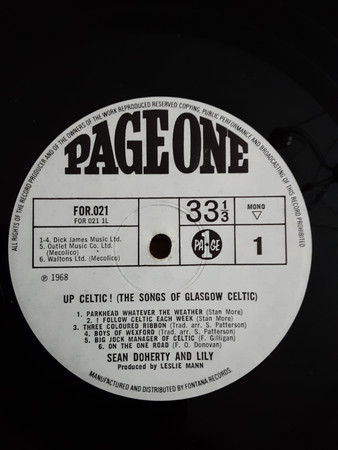 ALL RIGHTS OF THE RECORD PRODUCER AND OF THE OWNERS OF THE WORK REPRODUCED RESERVED COPYING, PUBLIC PERFORMANCE AND BROADCASTING OF THIS RECORD PROHIBITED
PAGE ONE
FOR.021
FOR 021 1L
33 1/3
MONO
1-4. Dick James Music Ltd.
5. Outlet Music Co. Ltd.
(Mecolico) "
6. Waltons Ltd. (Mecolico)
PAGE 1
1
℗ 1968
UP CELTIC! (THE SONGS OF GLASGOW CELTIC)
1. PARKHEAD WHATEVER THE WEATHER (Stan More)
2. I FOLLOW CELTIC EACH WEEK (Stan More)
3. THREE COLOURED RIBBON (Trad. arr. S. Patterson)
4. BOYS OF WEXFORD (Trad. arr. S. Patterson)
5. BIG JOCK MANAGER OF CELTIC (F. Gilligan)
6. ON THE ONE ROAD (F. O. Donovan)
SEAN DOHERTY AND LILY
Produced by LESLIE MANN
MANUFACTURED AND DISTRIBUTED BY FONTANA RECORDS.